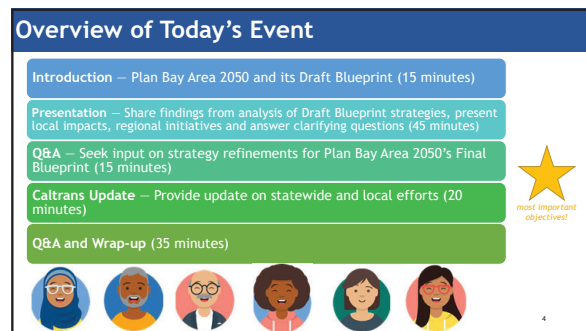 Overview of Today’s Event
Introduction — Plan Bay Area 2050 and its Draft Blueprint (15 minutes)
Presentation — Share findings from analysis of Draft Blueprint strategies, present
local impacts, regional initiatives and answer clarifying questions (45 minutes)
Q&A — Seek input on strategy refinements for Plan Bay Area 2050’s Final
Blueprint (15 minutes)
most important
objectives!
Caltrans Update — Provide update on statewide and local efforts (20
minutes)
Q&A and Wrap-up (35 minutes)
4